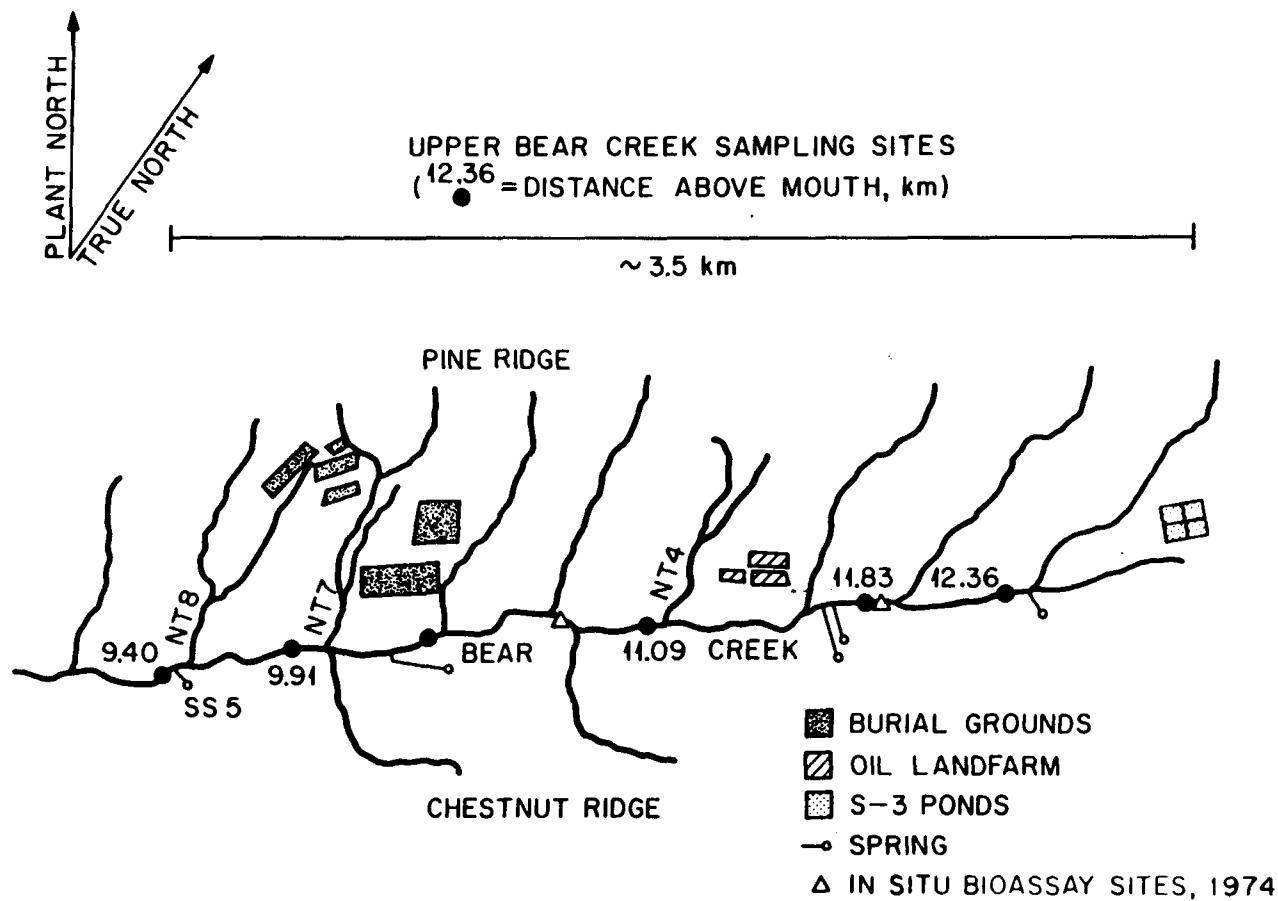 PLANT NORTH
TRUE NORTH
UPPER BEAR CREEK SAMPLING SITES
(12.36 = DISTANCE ABOVE MOUTH, km)
~3.5 km
PINE RIDGE
NT8
NT7
NT4
9.40
9.91
11.09
11.83
12.36
BEAR
CREEK
SS5
CHESTNUT RIDGE
BURIAL GROUNDS
OIL LANDFARM
S-3 PONDS
SPRING
IN SITU BIOASSAY SITES, 1974